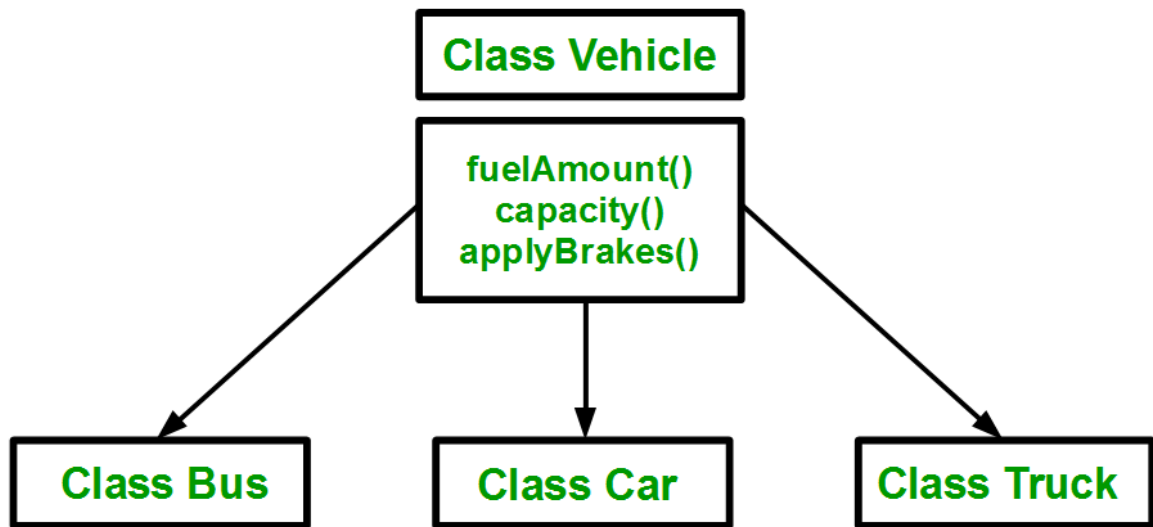 Class Vehicle
fuelAmount()
capacity()
applyBrakes()
Class Bus
Class Car
Class Truck